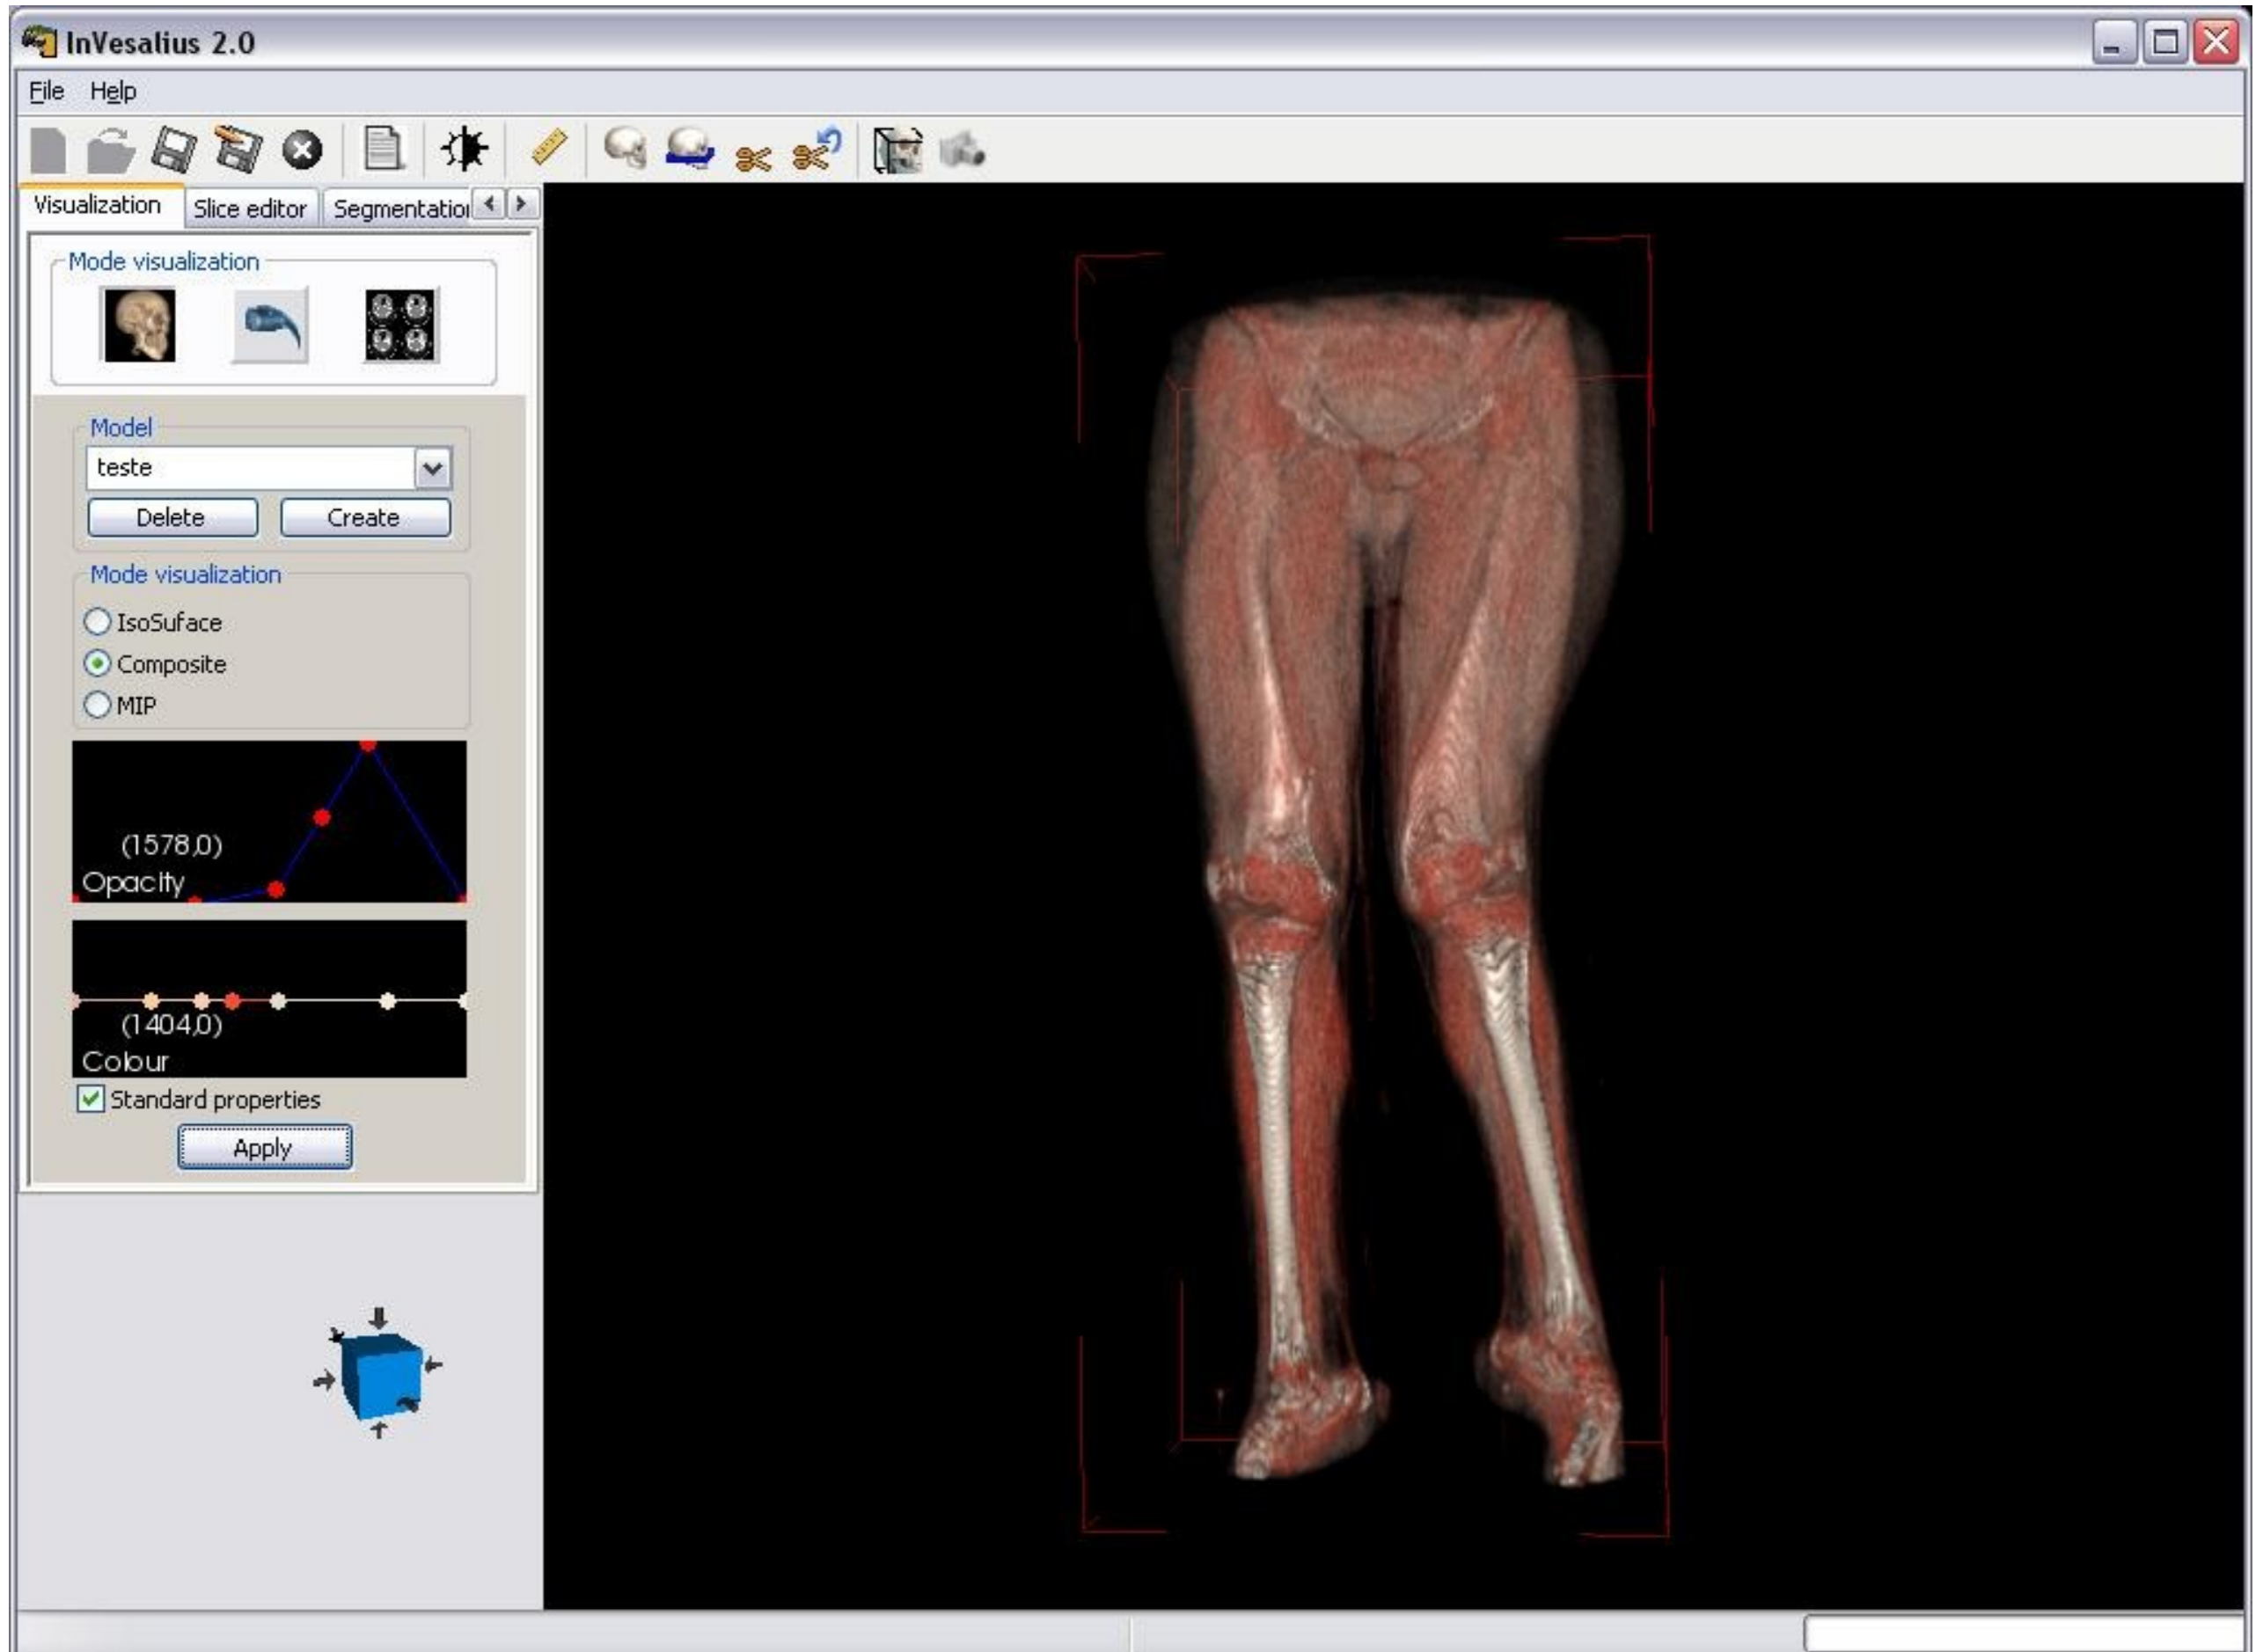 InVesalius 2.0
File Help
Visualization Slice editor Segmentatio
Mode visualization
Model
teste
Delete Create
Mode visualization
IsoSuface
Composite
MIP
(1578,0)
Opacity
(1404,0)
Colour
Standard properties
Apply